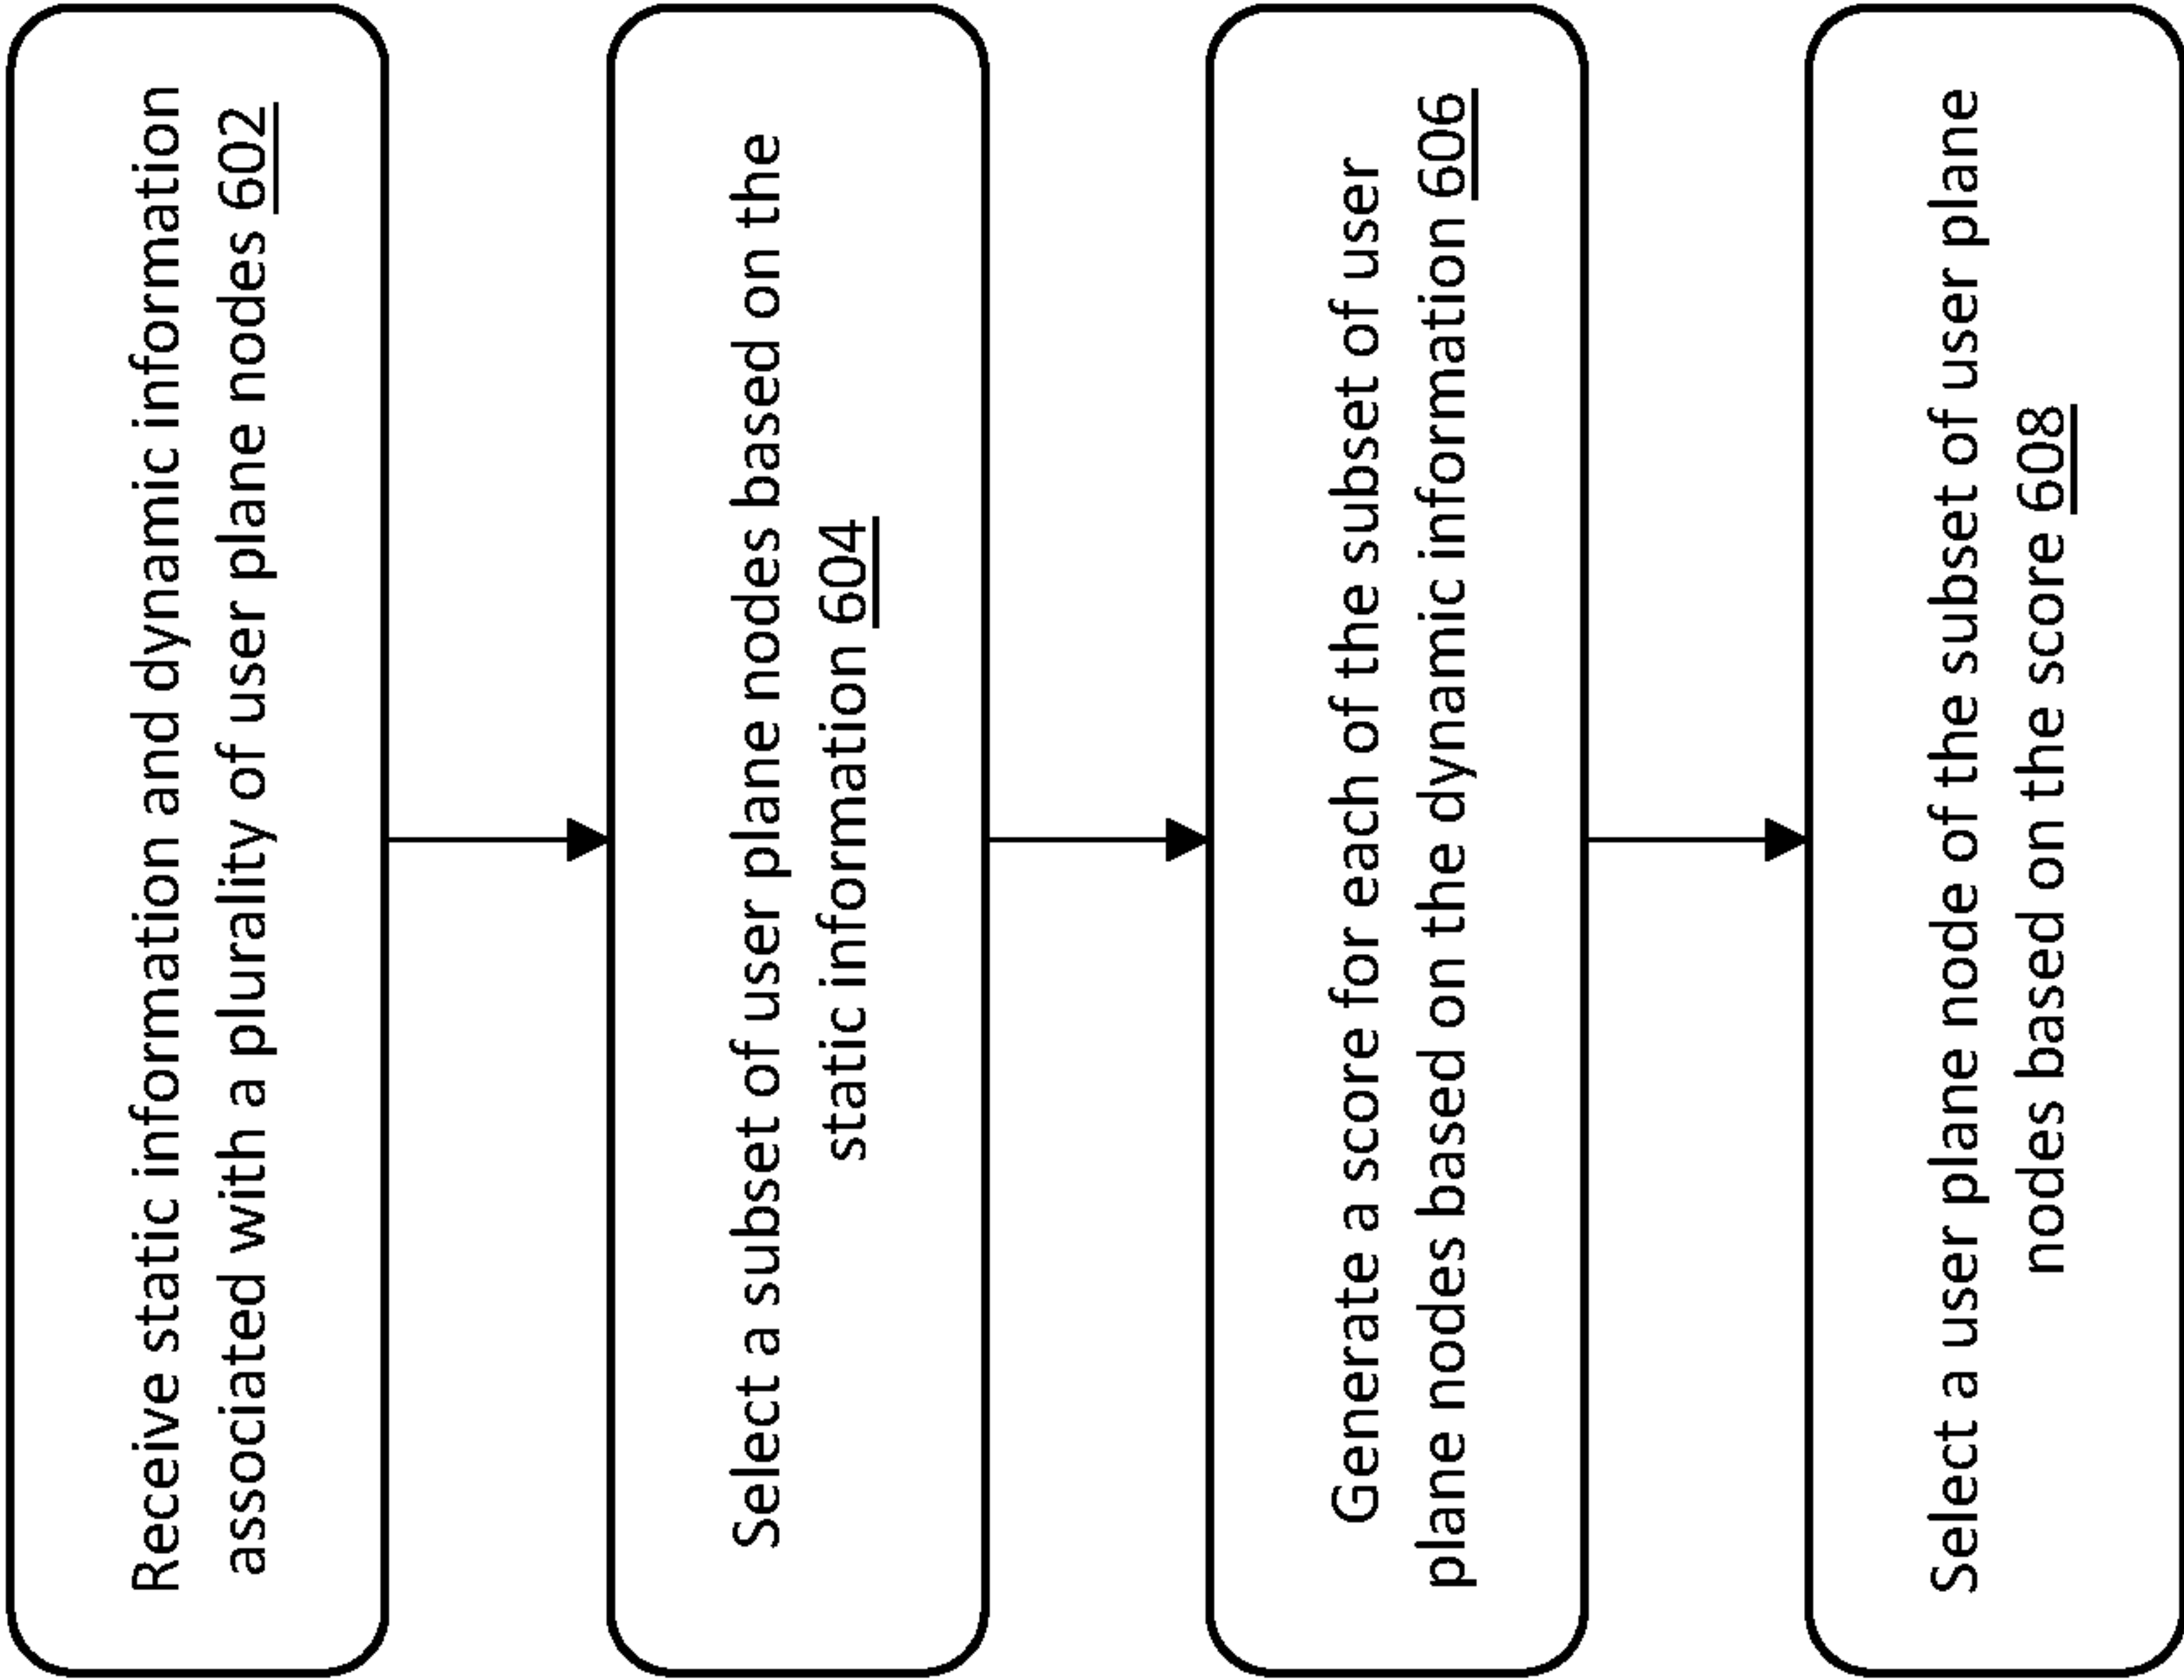 Receive static information and dynamic information
associated with a plurality of user plane nodes 602
Select a subset of user plane nodes based on the
static information 604
Generate a score for each of the subset of user
plane nodes based on the dynamic information 606
Select a user plane node of the subset of user plane
nodes based on the score 608